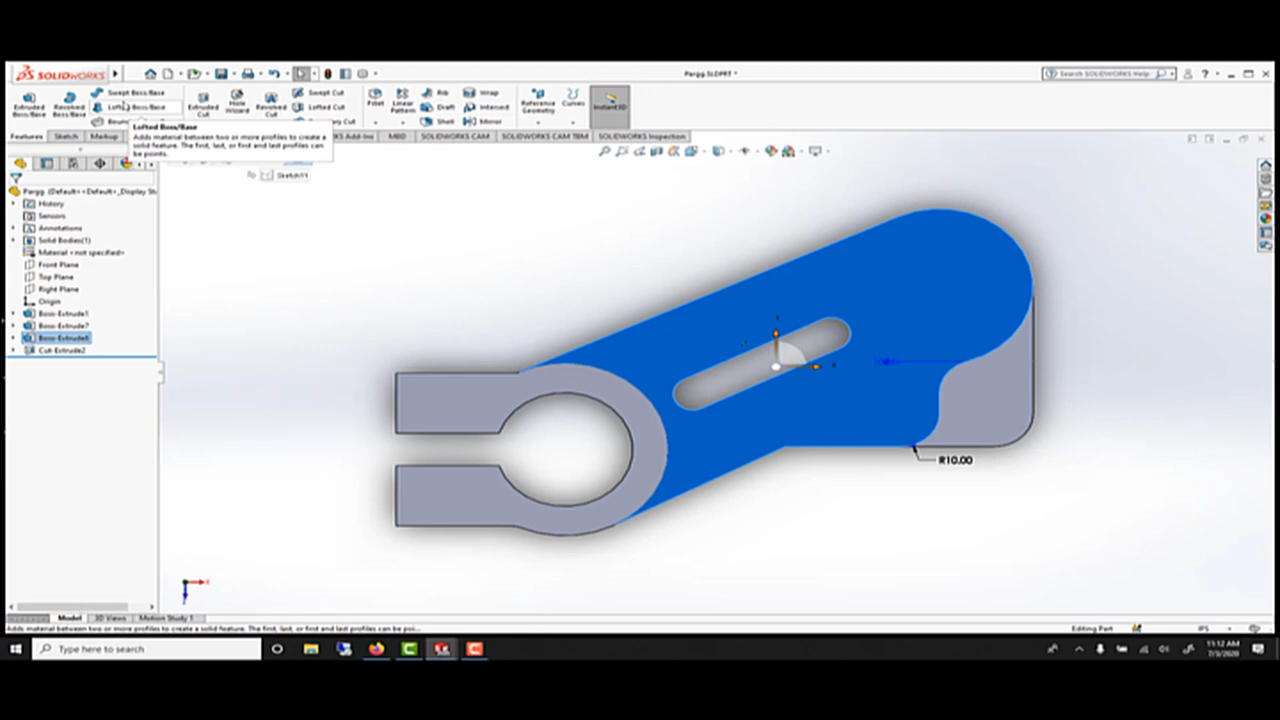 SOLIDWORKS
Pargg.SLDPRT *
Search SOLIDWORKS Help
Extruded Boss/Base
Revolved Boss/Base
Swept Boss/Base
Lofted Boss/Base
Extruded Cut
Hole Wizard
Revolved Cut
Swept Cut
Lofted Cut
Fillet
Linear Pattern
Rib
Draft
Shell
Wrap
Intersect
Mirror
Reference Geometry
Curves
Instant3D
Lofted Boss/Base
Adds material between two or more profiles to create a
solid feature. The first, last, or first and last profiles can
be points.
Features
Sketch
Markup
MBD
SOLIDWORKS CAM
SOLIDWORKS CAM TBM
SOLIDWORKS Inspection
Sketch11
Pargg (Default<<Default>_Display St
History
Sensors
Annotations
Solid Bodies(1)
Material <not specified>
Front Plane
Top Plane
Right Plane
Origin
Boss-Extrude1
Boss-Extrude7
Boss-Extrude8
Cut-Extrude2
R10.00
Model
3D Views
Motion Study 1
Adds material between two or more profiles to create a solid feature. The first, last, or first and last profiles can be poi...
Editing Part
IPS
Type here to search
11:12 AM
7/3/2020